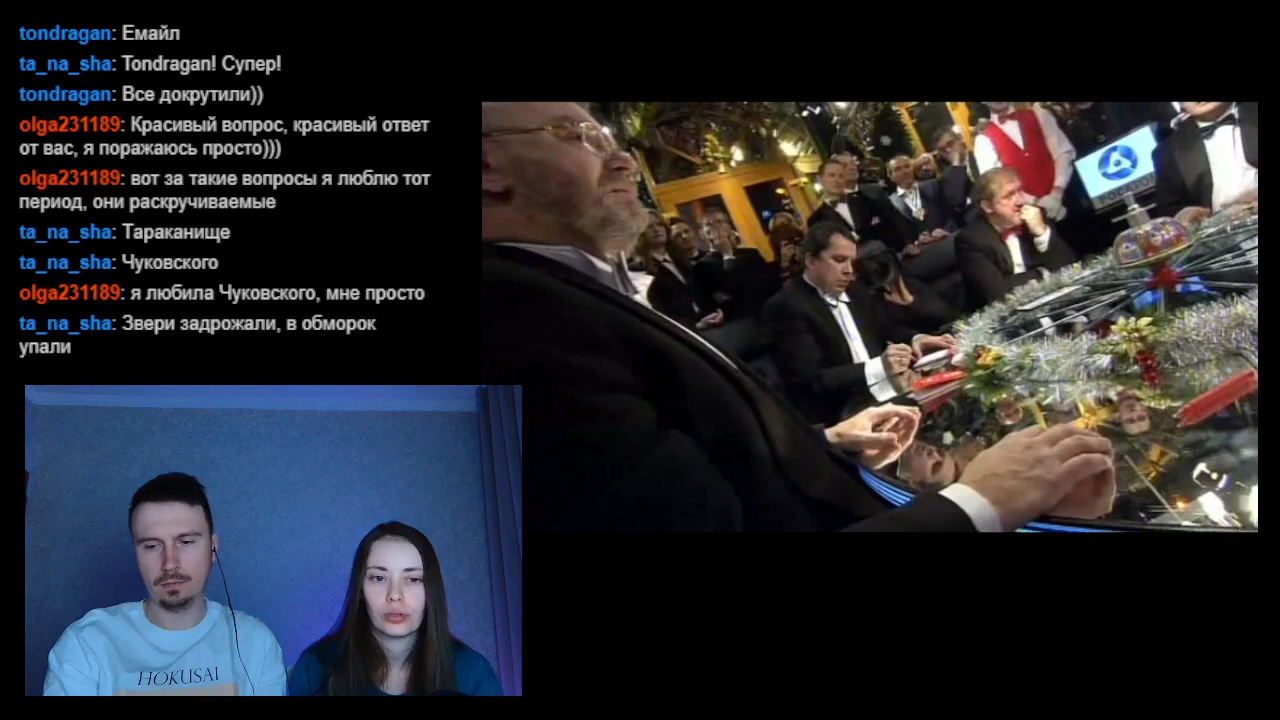 tondragan: Емайл
ta_na_sha: Tondragan! Супер!
tondragan: Все докрутили))
olga231189: Красивый вопрос, красивый ответ
от вас, я поражаюсь просто)))
olga231189: вот за такие вопросы я люблю тот
период, они раскручиваемые
ta_na_sha: Тараканище
ta_na_sha: Чуковского
olga231189: я любила Чуковского, мне просто
ta_na_sha: Звери задрожали, в обморок
упали
HOKUSAI